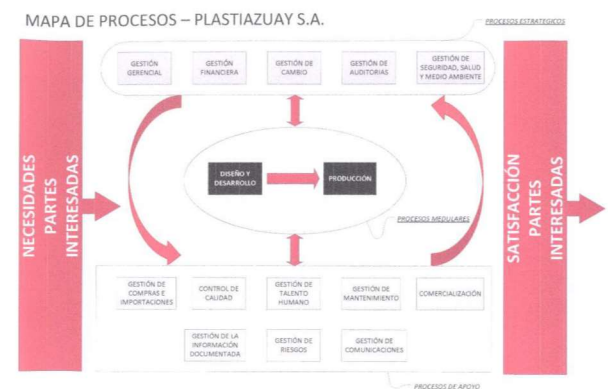 MAPA DE PROCESOS – PLASTIAZUAY S.A.
PROCESOS ESTRATEGICOS
GESTIÓN
GERENCIAL
GESTIÓN
FINANCIERA
GESTIÓN DE
CAMBIO
GESTIÓN DE
AUDITORIAS
GESTIÓN DE
SEGURIDAD, SALUD
Y MEDIO AMBIENTE
NECESIDADES
PARTES
INTERESADAS
DISEÑO Y
DESARROLLO
PRODUCCIÓN
PROCESOS MEDULARES
SATISFACCIÓN
PARTES
INTERESADAS
GESTIÓN DE
COMPRAS E
IMPORTACIONES
CONTROL DE
CALIDAD
GESTIÓN DE
TALENTO
HUMANO
GESTIÓN DE
MANTENIMIENTO
COMERCIALIZACIÓN
GESTIÓN DE LA
INFORMACIÓN
DOCUMENTADA
GESTIÓN DE
RIESGOS
GESTIÓN DE
COMUNICACIONES
PROCESOS DE APOYO